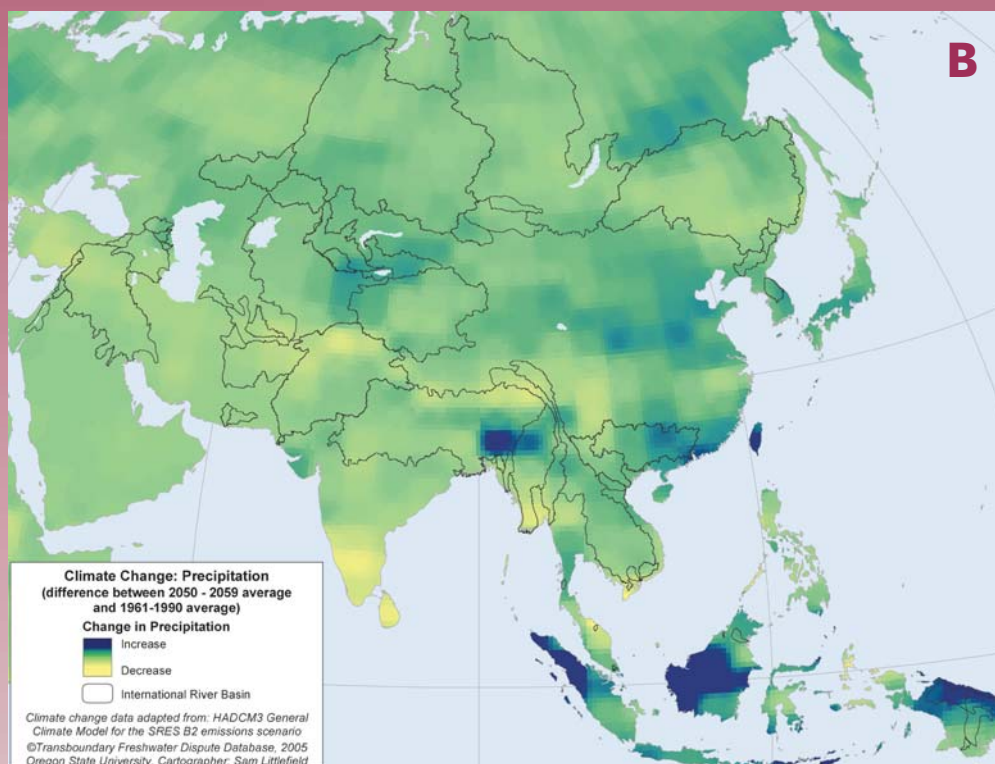 B
Climate Change: Precipitation
(difference between 2050 - 2059 average
and 1961-1990 average)
Change in Precipitation
Increase
Decrease
International River Basin
Climate change data adapted from: HADCM3 General
Climate Model for the SRES B2 emissions scenario
©Transboundary Freshwater Dispute Database, 2005
Oregon State University, Cartographer: Sam Littlefield